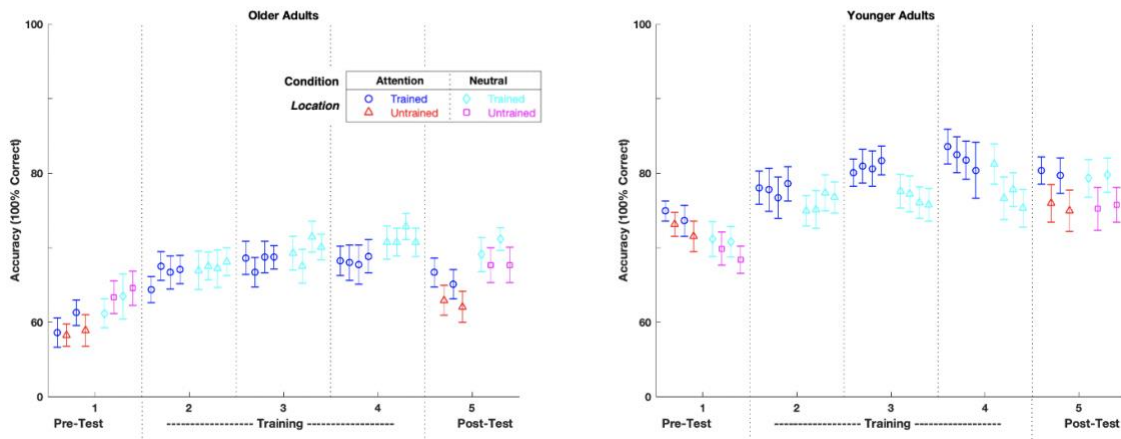 Older Adults
100
80
60
0
Accuracy (100% Correct)
Condition Attention Neutral
Location Trained Trained
Untrained Untrained
1 2 3 4 5
Pre-Test ---------------- Training ---------------- Post-Test
Younger Adults
100
80
60
0
Accuracy (100% Correct)
1 2 3 4 5
Pre-Test ---------------- Training ---------------- Post-Test